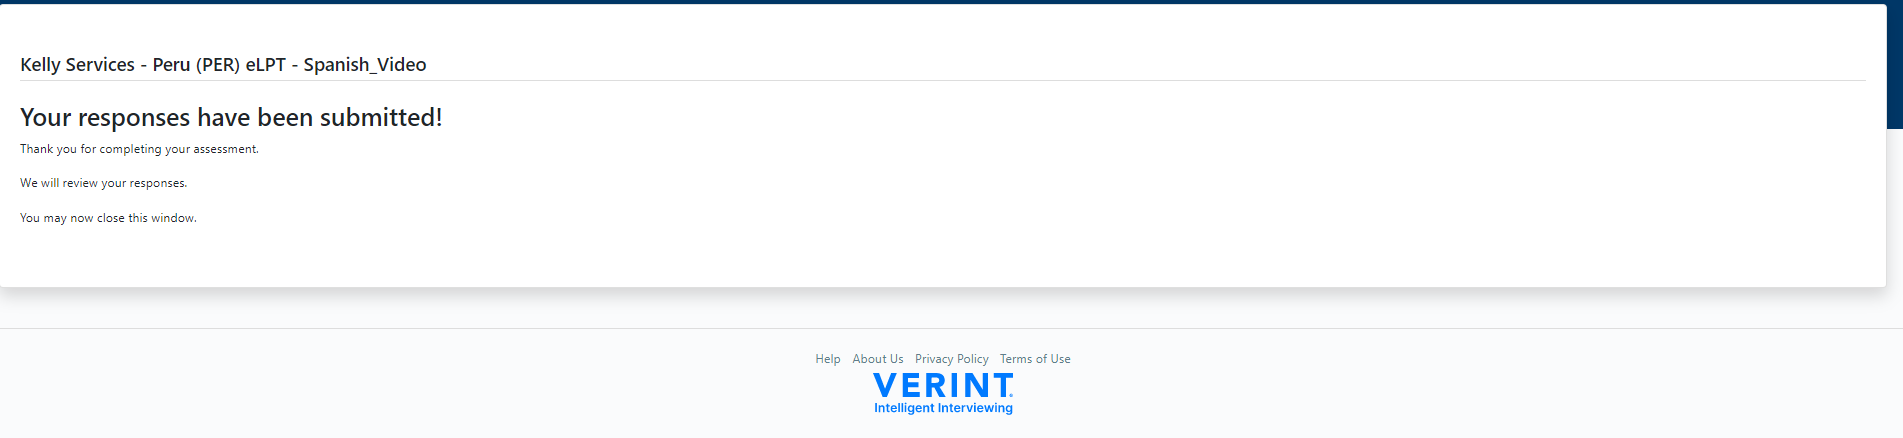 Kelly Services - Peru (PER) eLPT - Spanish_Video
Your responses have been submitted!
Thank you for completing your assessment.
We will review your responses.
You may now close this window.
Help About Us Privacy Policy Terms of Use
VERINT®
Intelligent Interviewing